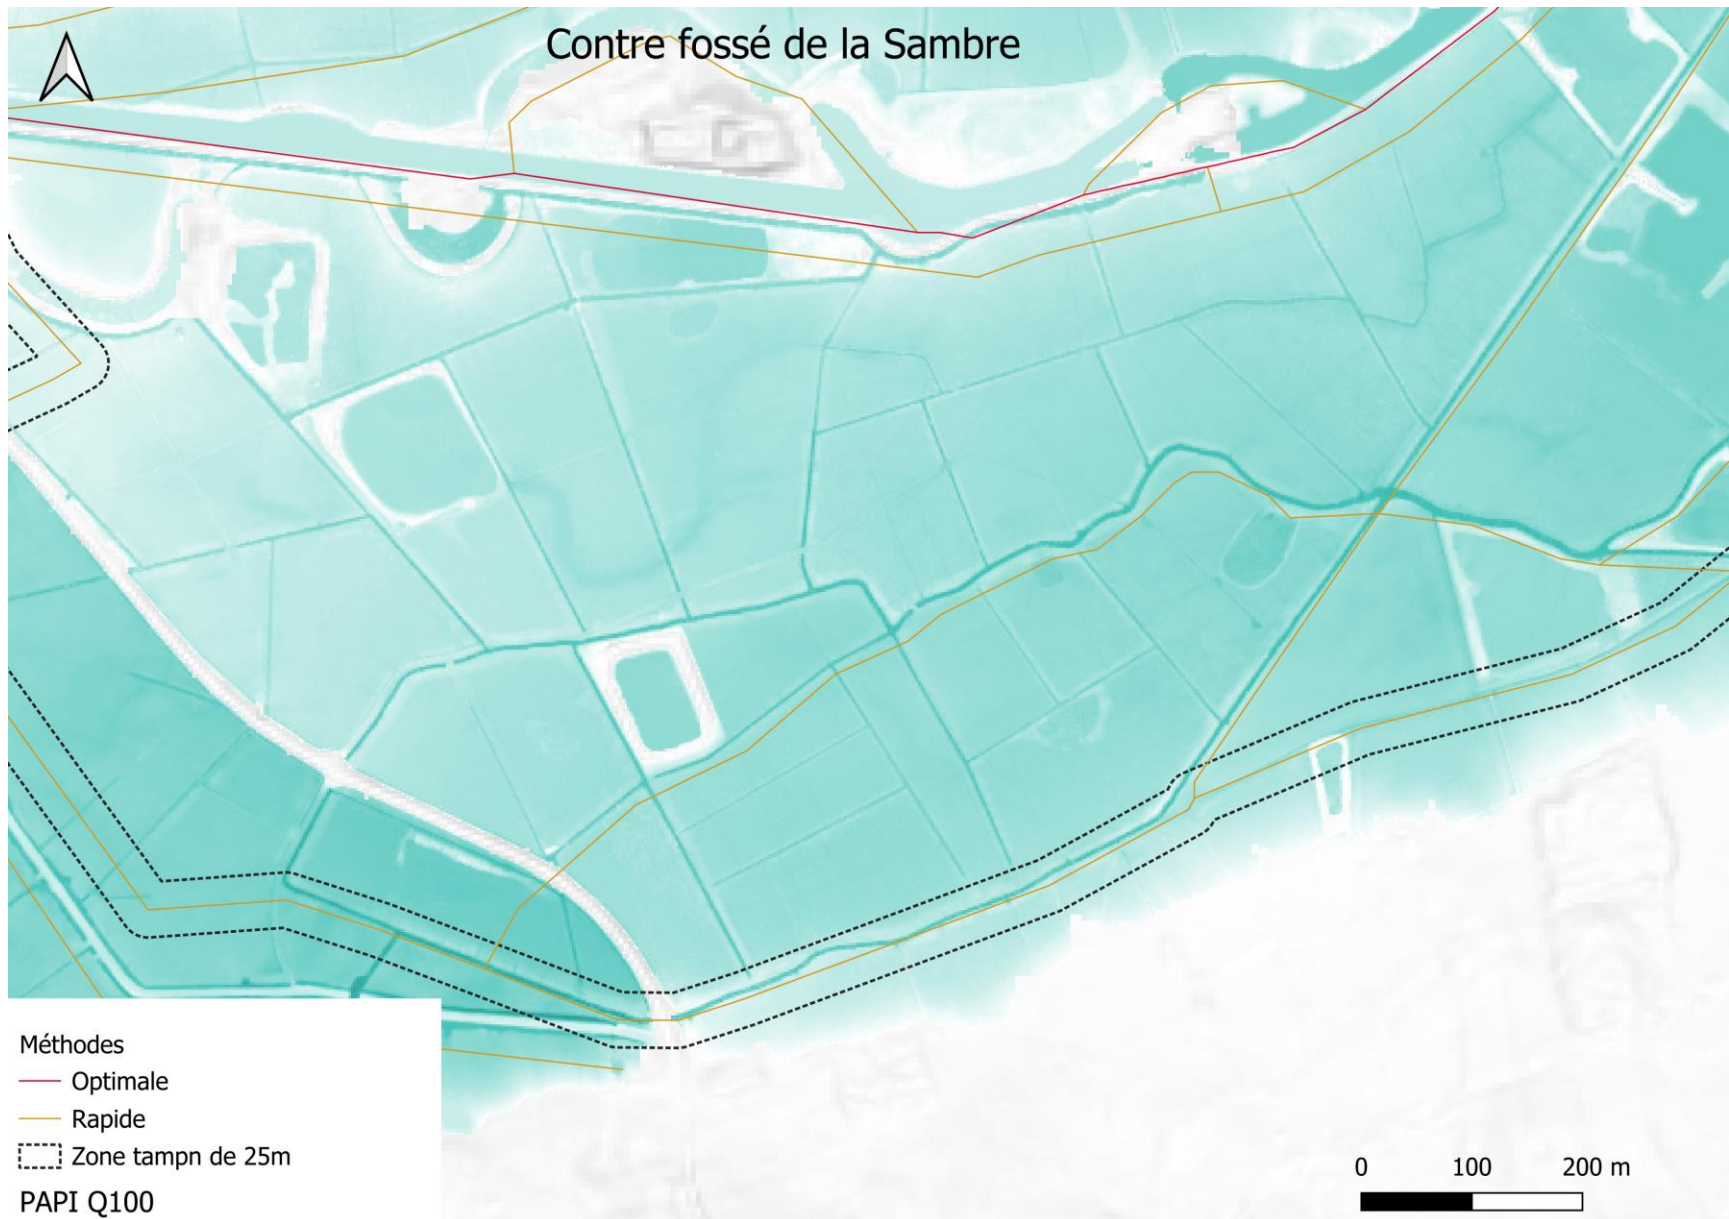 Contre fossé de la Sambre
Méthodes
Optimale
Rapide
Zone tampn de 25m
PAPI Q100
0 100 200 m